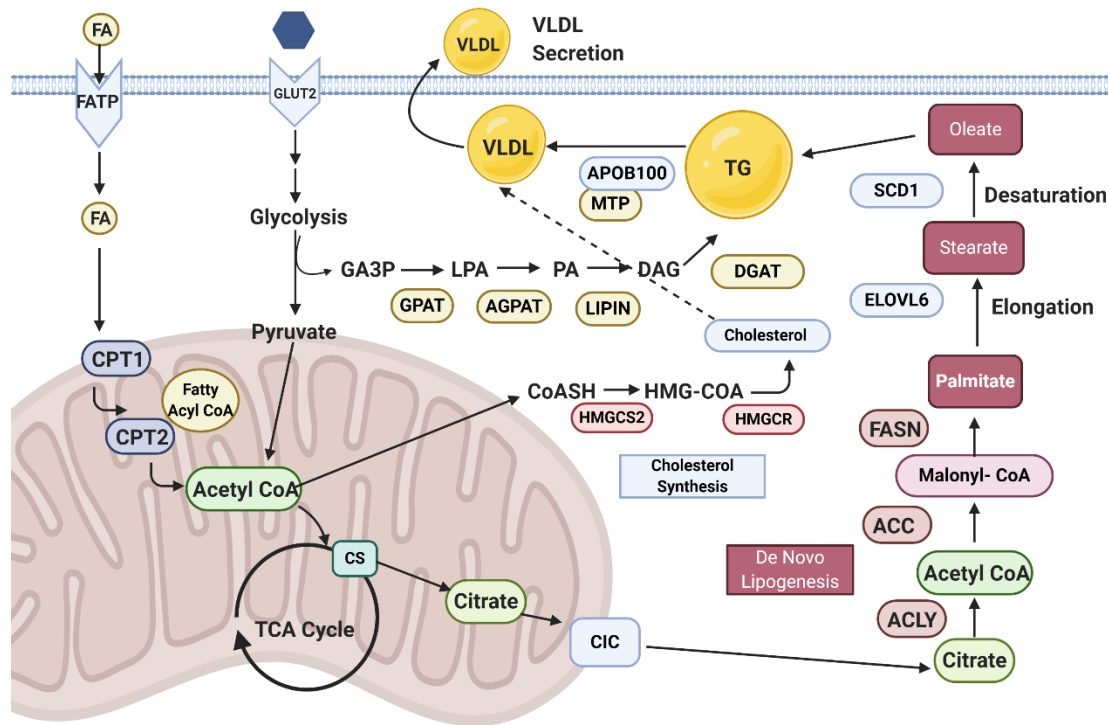 FA
FATP
FA
GLUT2
VLDL
VLDL
Secretion
VLDL
APOB100
MTP
TG
Oleate
SCD1
Desaturation
Stearate
ELOVL6
Elongation
Palmitate
FASN
Malonyl- CoA
ACC
Acetyl CoA
ACLY
Citrate
De Novo
Lipogenesis
Glycolysis
GA3P
LPA
PA
DAG
GPAT
AGPAT
LIPIN
DGAT
Pyruvate
Cholesterol
CoASH
HMG-COA
HMGCS2
HMGCR
Cholesterol
Synthesis
CPT1
Fatty
Acyl CoA
CPT2
Acetyl CoA
CS
TCA Cycle
Citrate
CIC